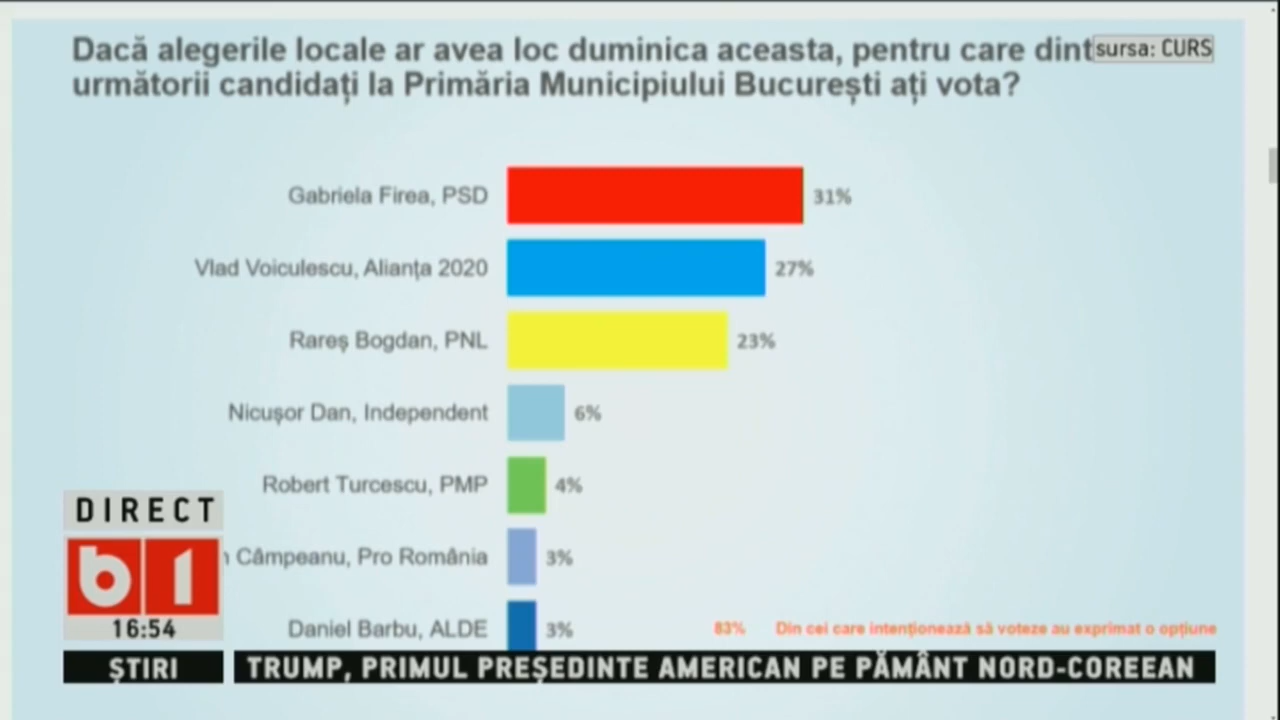 Dacă alegerile locale ar avea loc duminica aceasta, pentru care dint
sursa: CURS
următorii candidați la Primăria Municipiului București ați vota?
Gabriela Firea, PSD 31%
Vlad Voiculescu, Alianța 2020 27%
Rareș Bogdan, PNL 23%
Nicușor Dan, Independent 6%
Robert Turcescu, PMP 4%
Câmpeanu, Pro România 3%
Daniel Barbu, ALDE 3%
83% Din cei care intenționează să voteze au exprimat o opțiune
DIRECT
b1
16:54
ȘTIRI
TRUMP, PRIMUL PREȘEDINTE AMERICAN PE PĂMÂNT NORD-COREEAN